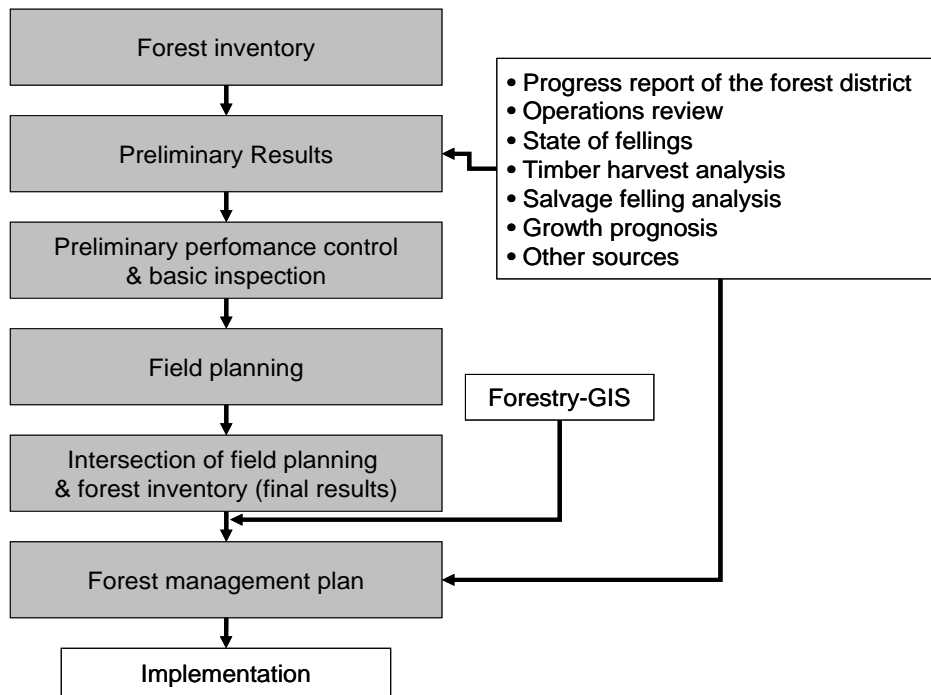 Forest inventory
Preliminary Results
Preliminary perfomance control
& basic inspection
Field planning
Intersection of field planning
& forest inventory (final results)
Forest management plan
Implementation
• Progress report of the forest district
• Operations review
• State of fellings
• Timber harvest analysis
• Salvage felling analysis
• Growth prognosis
• Other sources
Forestry-GIS